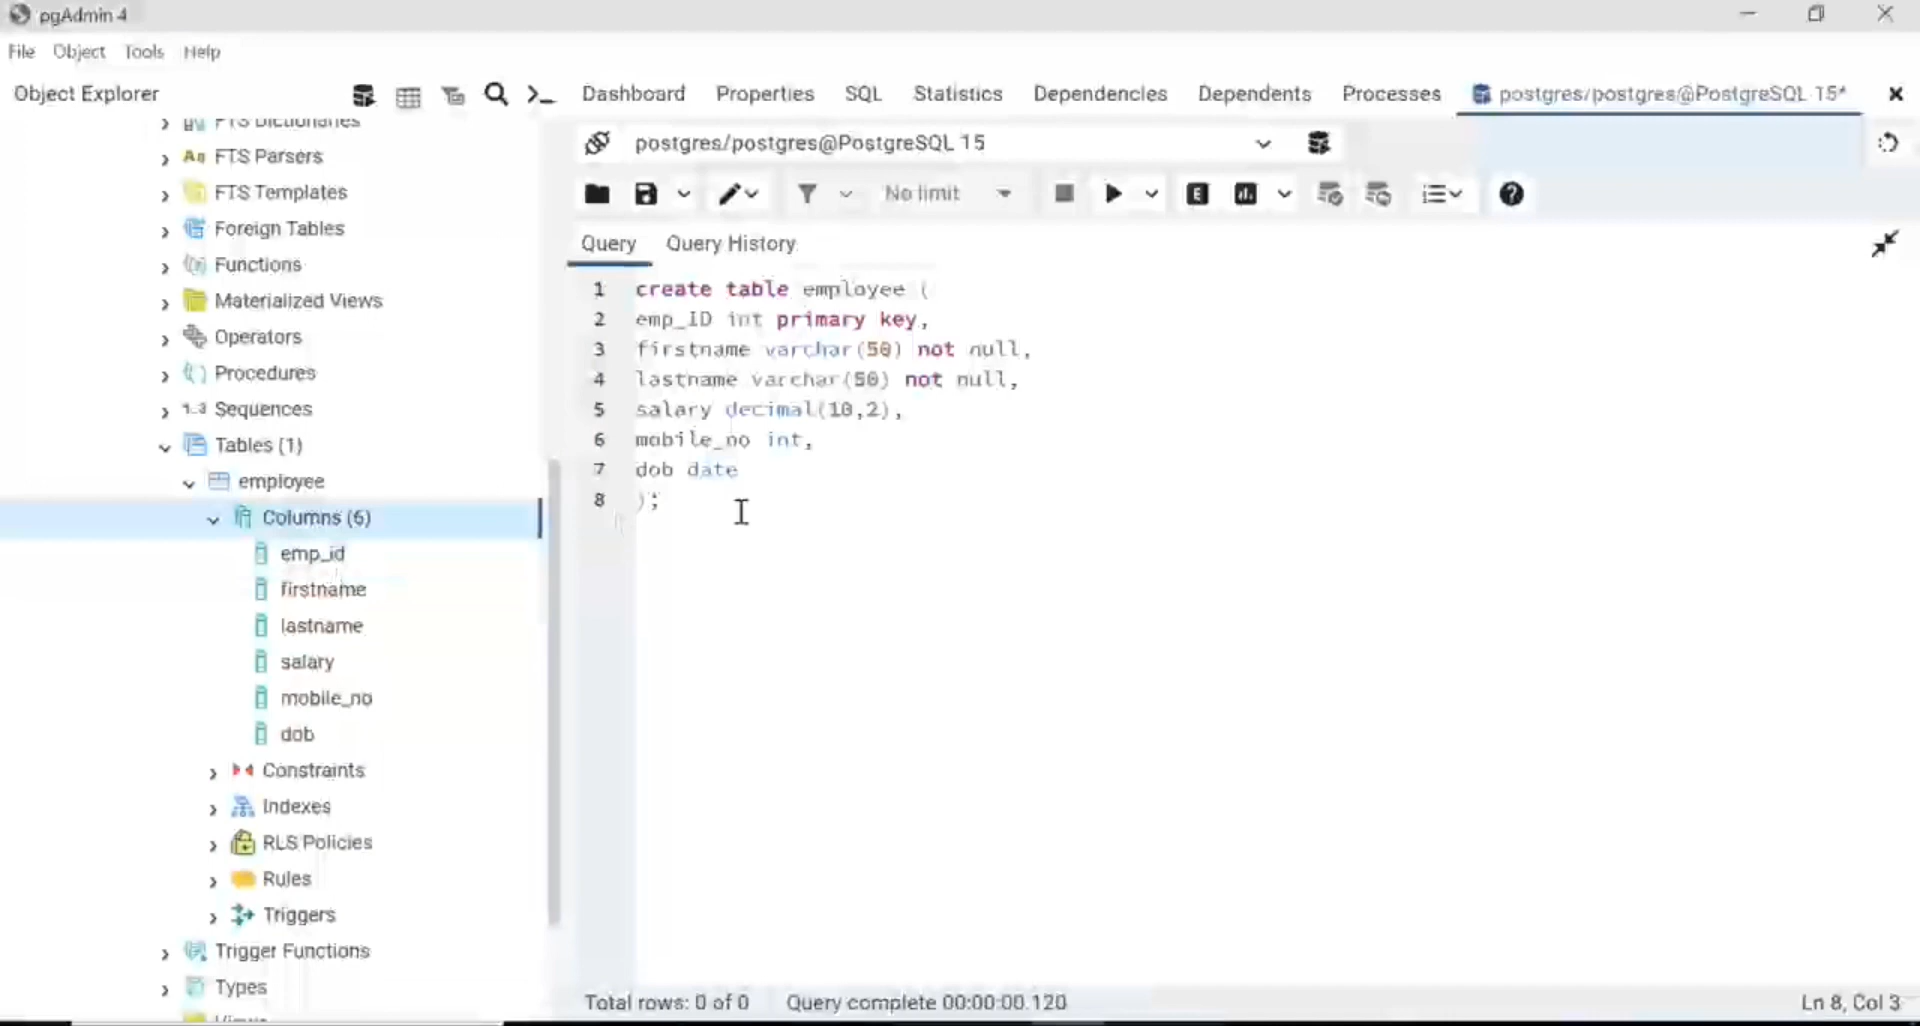 pgAdmin 4
File Object Tools Help
Object Explorer
Dashboard Properties SQL Statistics Dependencies Dependents Processes postgres/postgres@PostgreSQL 15*
postgres/postgres@PostgreSQL 15
No limit
Query Query History
FTS Dictionaries
FTS Parsers
FTS Templates
Foreign Tables
Functions
Materialized Views
Operators
Procedures
1..3 Sequences
Tables (1)
employee
Columns (6)
emp_id
firstname
lastname
salary
mobile_no
dob
Constraints
Indexes
RLS Policies
Rules
Triggers
Trigger Functions
Types
Views
1 create table employee (
2 emp_ID int primary key,
3 firstname varchar(50) not null,
4 lastname varchar(50) not null,
5 salary decimal(10,2),
6 mobile_no int,
7 dob date
8 );
Total rows: 0 of 0 Query complete 00:00:00.120
Ln 8, Col 3